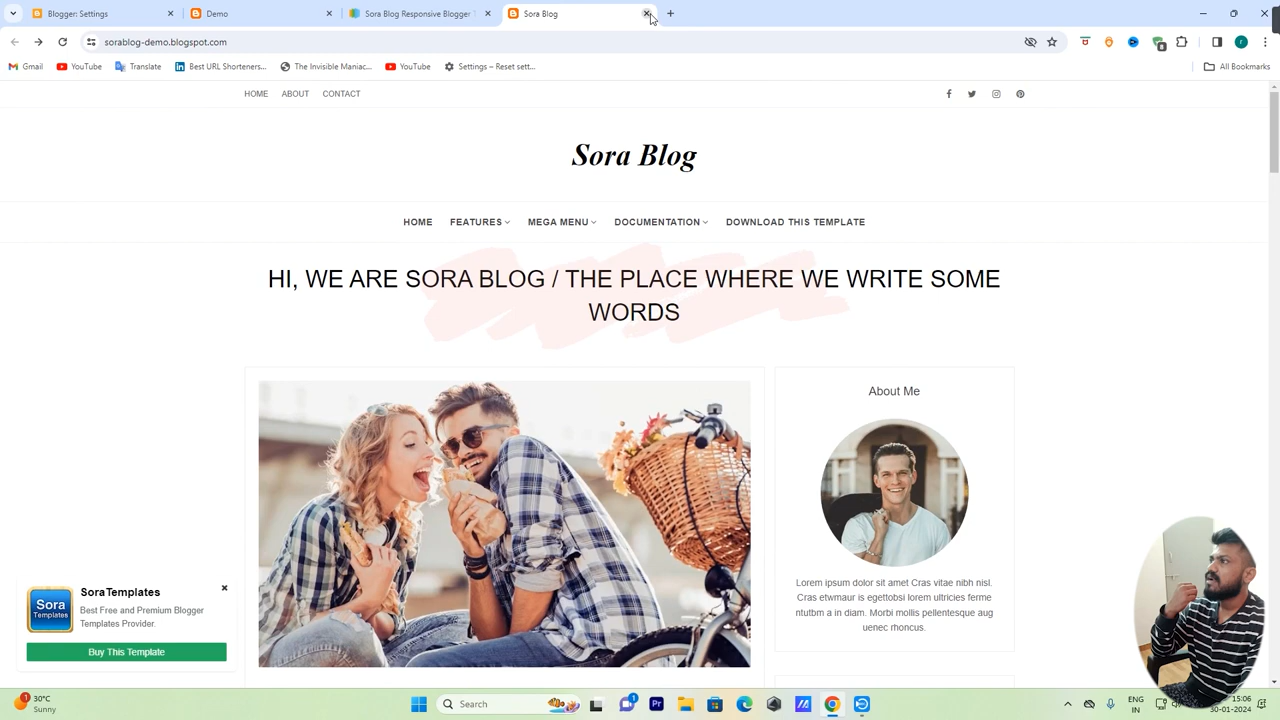 Blogger: Settings
Demo
Sora Blog Responsive Blogger T
Sora Blog
sorablog-demo.blogspot.com
Gmail
YouTube
Translate
Best URL Shorteners...
The Invisible Maniac...
YouTube
Settings – Reset sett...
All Bookmarks
HOME
ABOUT
CONTACT
Sora Blog
HOME
FEATURES
MEGA MENU
DOCUMENTATION
DOWNLOAD THIS TEMPLATE
HI, WE ARE SORA BLOG / THE PLACE WHERE WE WRITE SOME
WORDS
About Me
Lorem ipsum dolor sit amet Cras vitae nibh nisl.
Cras etwmaur is egettobsi lorem ultricies ferme
ntutbm a in diam. Morbi mollis pellentesque aug
uenec rhoncus.
Sora
Templates
SoraTemplates
Best Free and Premium Blogger
Templates Provider.
Buy This Template
1
30°C
Sunny
Search
1
Pr
ENG
IN
15:06
30-01-2024